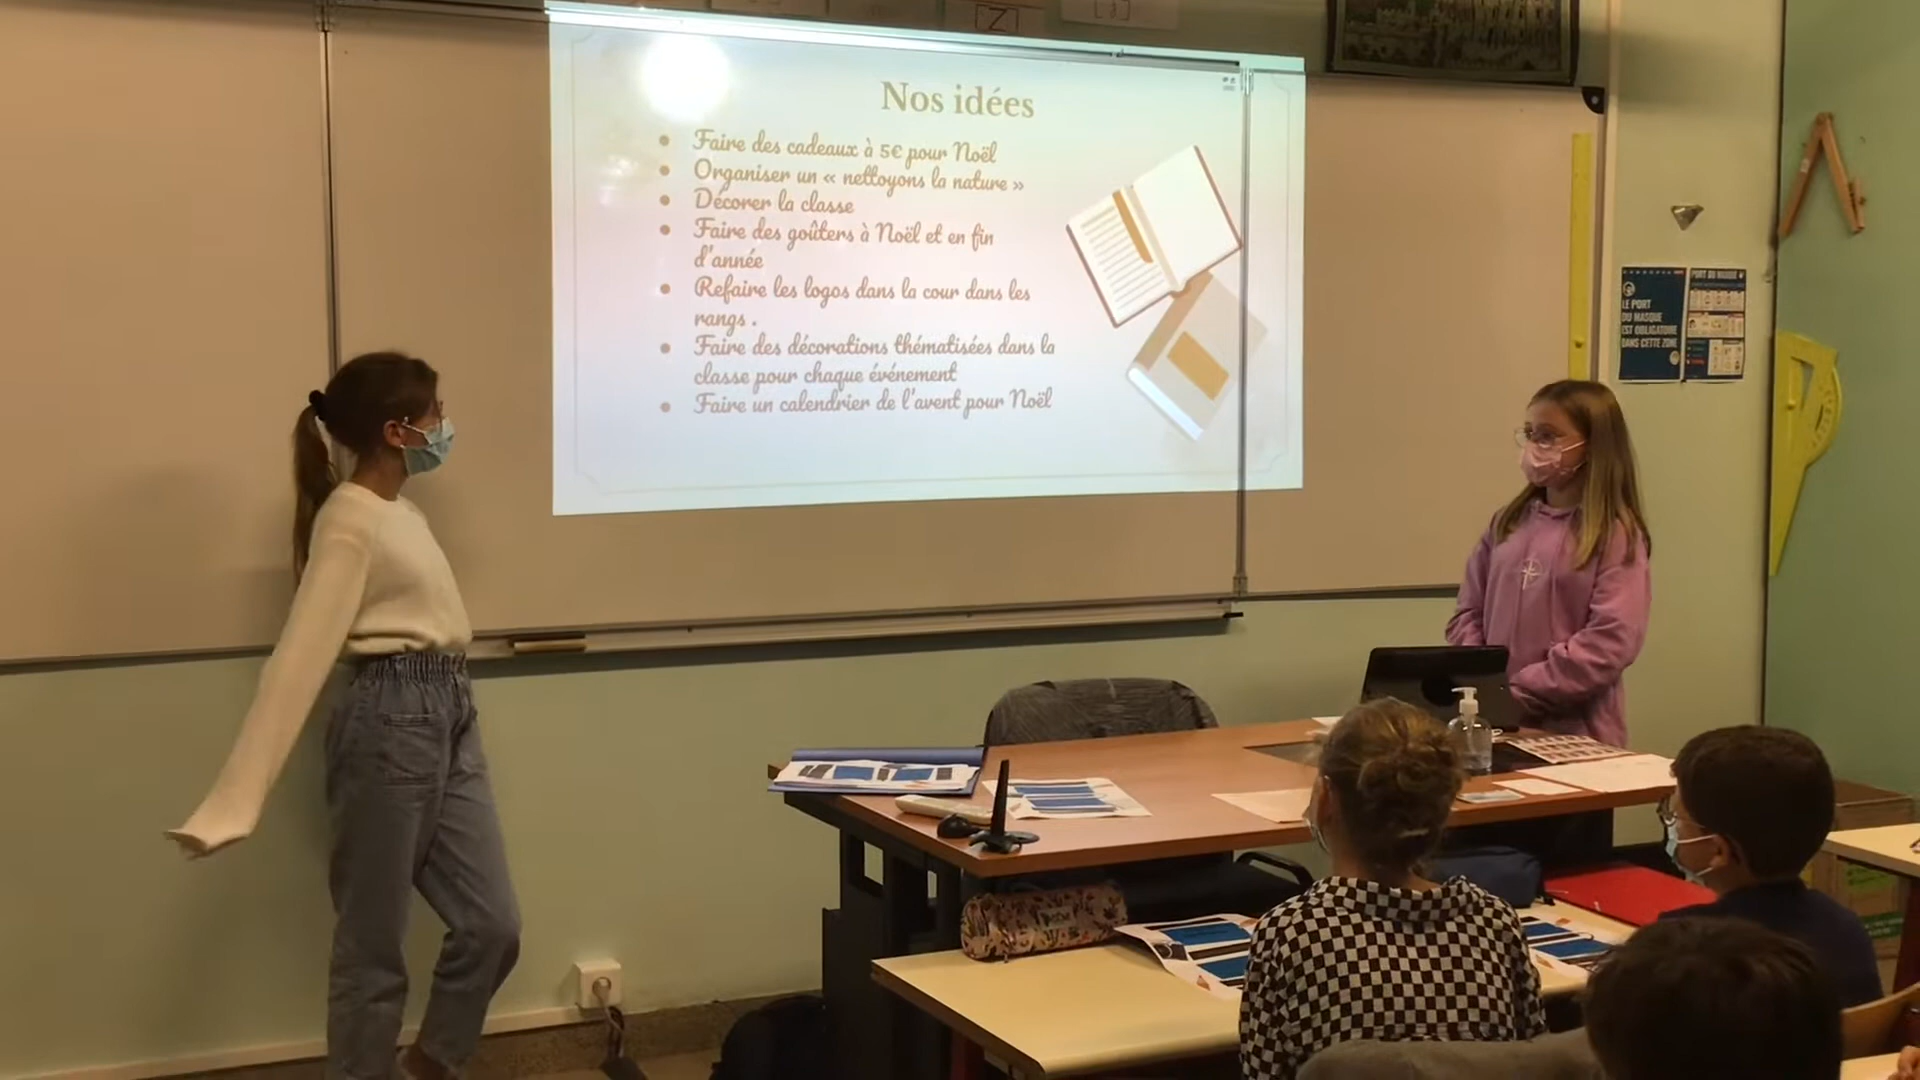 Nos idées
Faire des cadeaux à 5€ pour Noël
Organiser un « nettoyons la nature »
Décorer la classe
Faire des goûters à Noël et en fin
d'année
Refaire les logos dans la cour dans les
rangs .
Faire des décorations thématisées dans la
classe pour chaque événement
Faire un calendrier de l'avent pour Noël
LE PORT
DU MASQUE
EST OBLIGATOIRE
DANS CETTE ZONE
PORT DU MASQUE